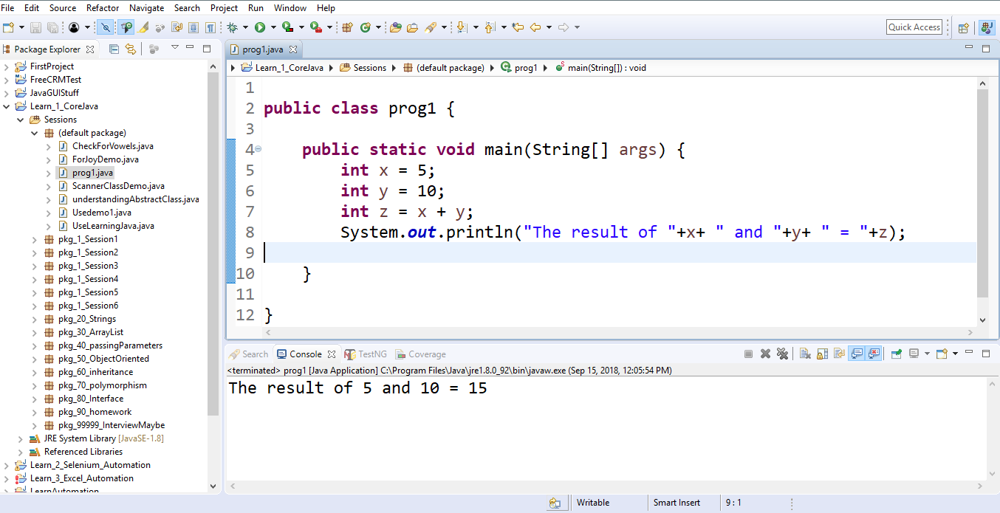 File Edit Source Refactor Navigate Search Project Run Window Help
Quick Access
Package Explorer
FirstProject
FreeCRMTest
JavaGUIStuff
Learn_1_CoreJava
Sessions
(default package)
CheckForVowels.java
ForJoyDemo.java
prog1.java
ScannerClassDemo.java
understandingAbstractClass.java
Usedemo1.java
UseLearningJava.java
pkg_1_Session1
pkg_1_Session2
pkg_1_Session3
pkg_1_Session4
pkg_1_Session5
pkg_1_Session6
pkg_20_Strings
pkg_30_ArrayList
pkg_40_passingParameters
pkg_50_ObjectOriented
pkg_60_inheritance
pkg_70_polymorphism
pkg_80_Interface
pkg_90_homework
pkg_99999_InterviewMaybe
JRE System Library [JavaSE-1.8]
Referenced Libraries
Learn_2_Selenium_Automation
Learn_3_Excel_Automation
LearnAutomation
prog1.java
Learn_1_CoreJava Sessions (default package) prog1 main(String[]) : void
1
2 public class prog1 {
3
4 public static void main(String[] args) {
5 int x = 5;
6 int y = 10;
7 int z = x + y;
8 System.out.println("The result of "+x+ " and "+y+ " = "+z);
9
10 }
11
12 }
Search Console TestNG Coverage
<terminated> prog1 [Java Application] C:\Program Files\Java\jre1.8.0_92\bin\javaw.exe (Sep 15, 2018, 12:05:54 PM)
The result of 5 and 10 = 15
Writable Smart Insert 9 : 1